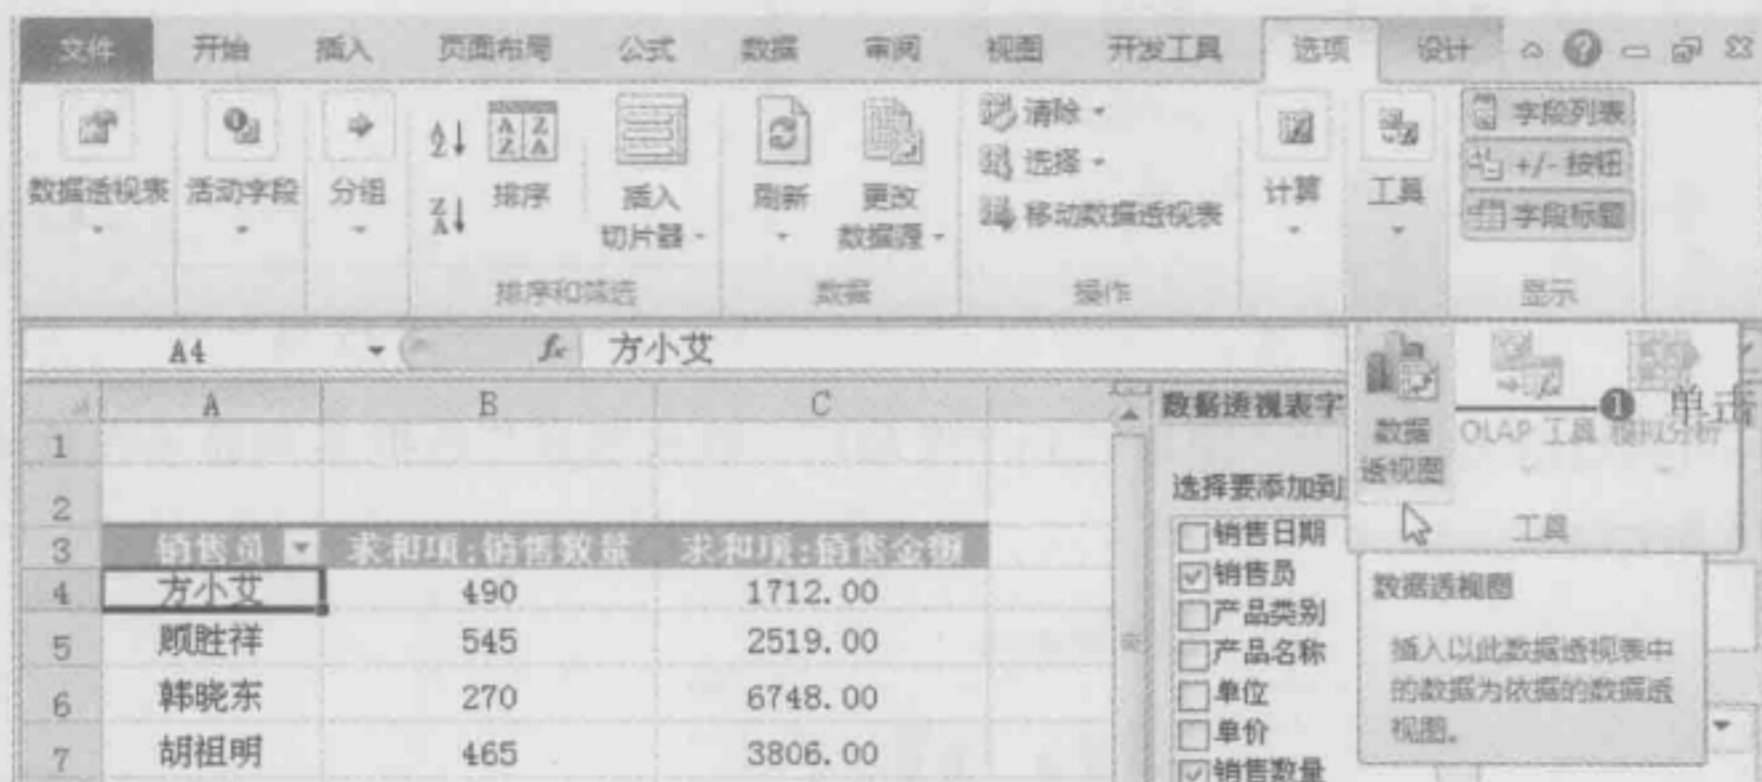 文件 开始 插入 页面布局 公式 数据 审阅 视图 开发工具 选项 设计
数据透视表 活动字段 分组 排序 插入切片器 刷新 更改数据源 清除 选择 移动数据透视表 计算 工具 字段列表 +/- 按钮 字段标题
排序和筛选 数据 操作 显示
A4 fx 方小艾
A B C
1
2
3 销售员 求和项:销售数量 求和项:销售金额
4 方小艾 490 1712.00
5 顾胜祥 545 2519.00
6 韩晓东 270 6748.00
7 胡祖明 465 3806.00
数据透视表字
选择要添加到
销售日期
销售员
产品类别
产品名称
单位
单价
销售数量
数据
透视图
OLAP 工具 模拟分析
❶ 单击
工具
数据透视图
插入以此数据透视表中
的数据为依据的数据透
视图。